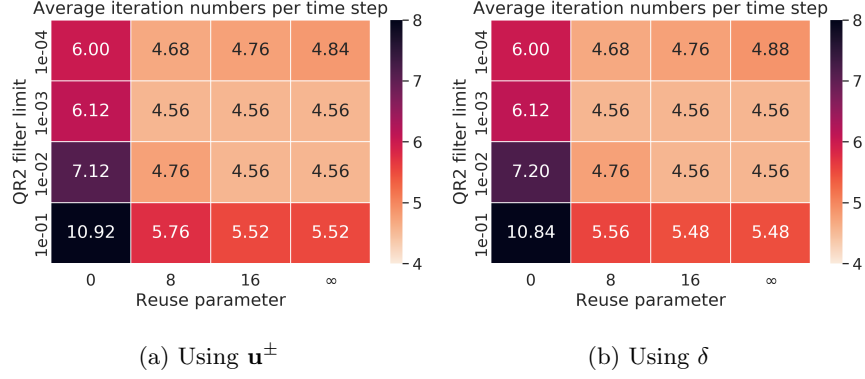 Average iteration numbers per time step
QR2 filter limit
1e-04 6.00 4.68 4.76 4.84
1e-03 6.12 4.56 4.56 4.56
1e-02 7.12 4.76 4.56 4.56
1e-01 10.92 5.76 5.52 5.52
0 8 16 ∞
Reuse parameter
8
7
6
5
4
(a) Using u±
Average iteration numbers per time step
QR2 filter limit
1e-04 6.00 4.68 4.76 4.88
1e-03 6.12 4.56 4.56 4.56
1e-02 7.20 4.76 4.56 4.56
1e-01 10.84 5.56 5.48 5.48
0 8 16 ∞
Reuse parameter
8
7
6
5
4
(b) Using δ